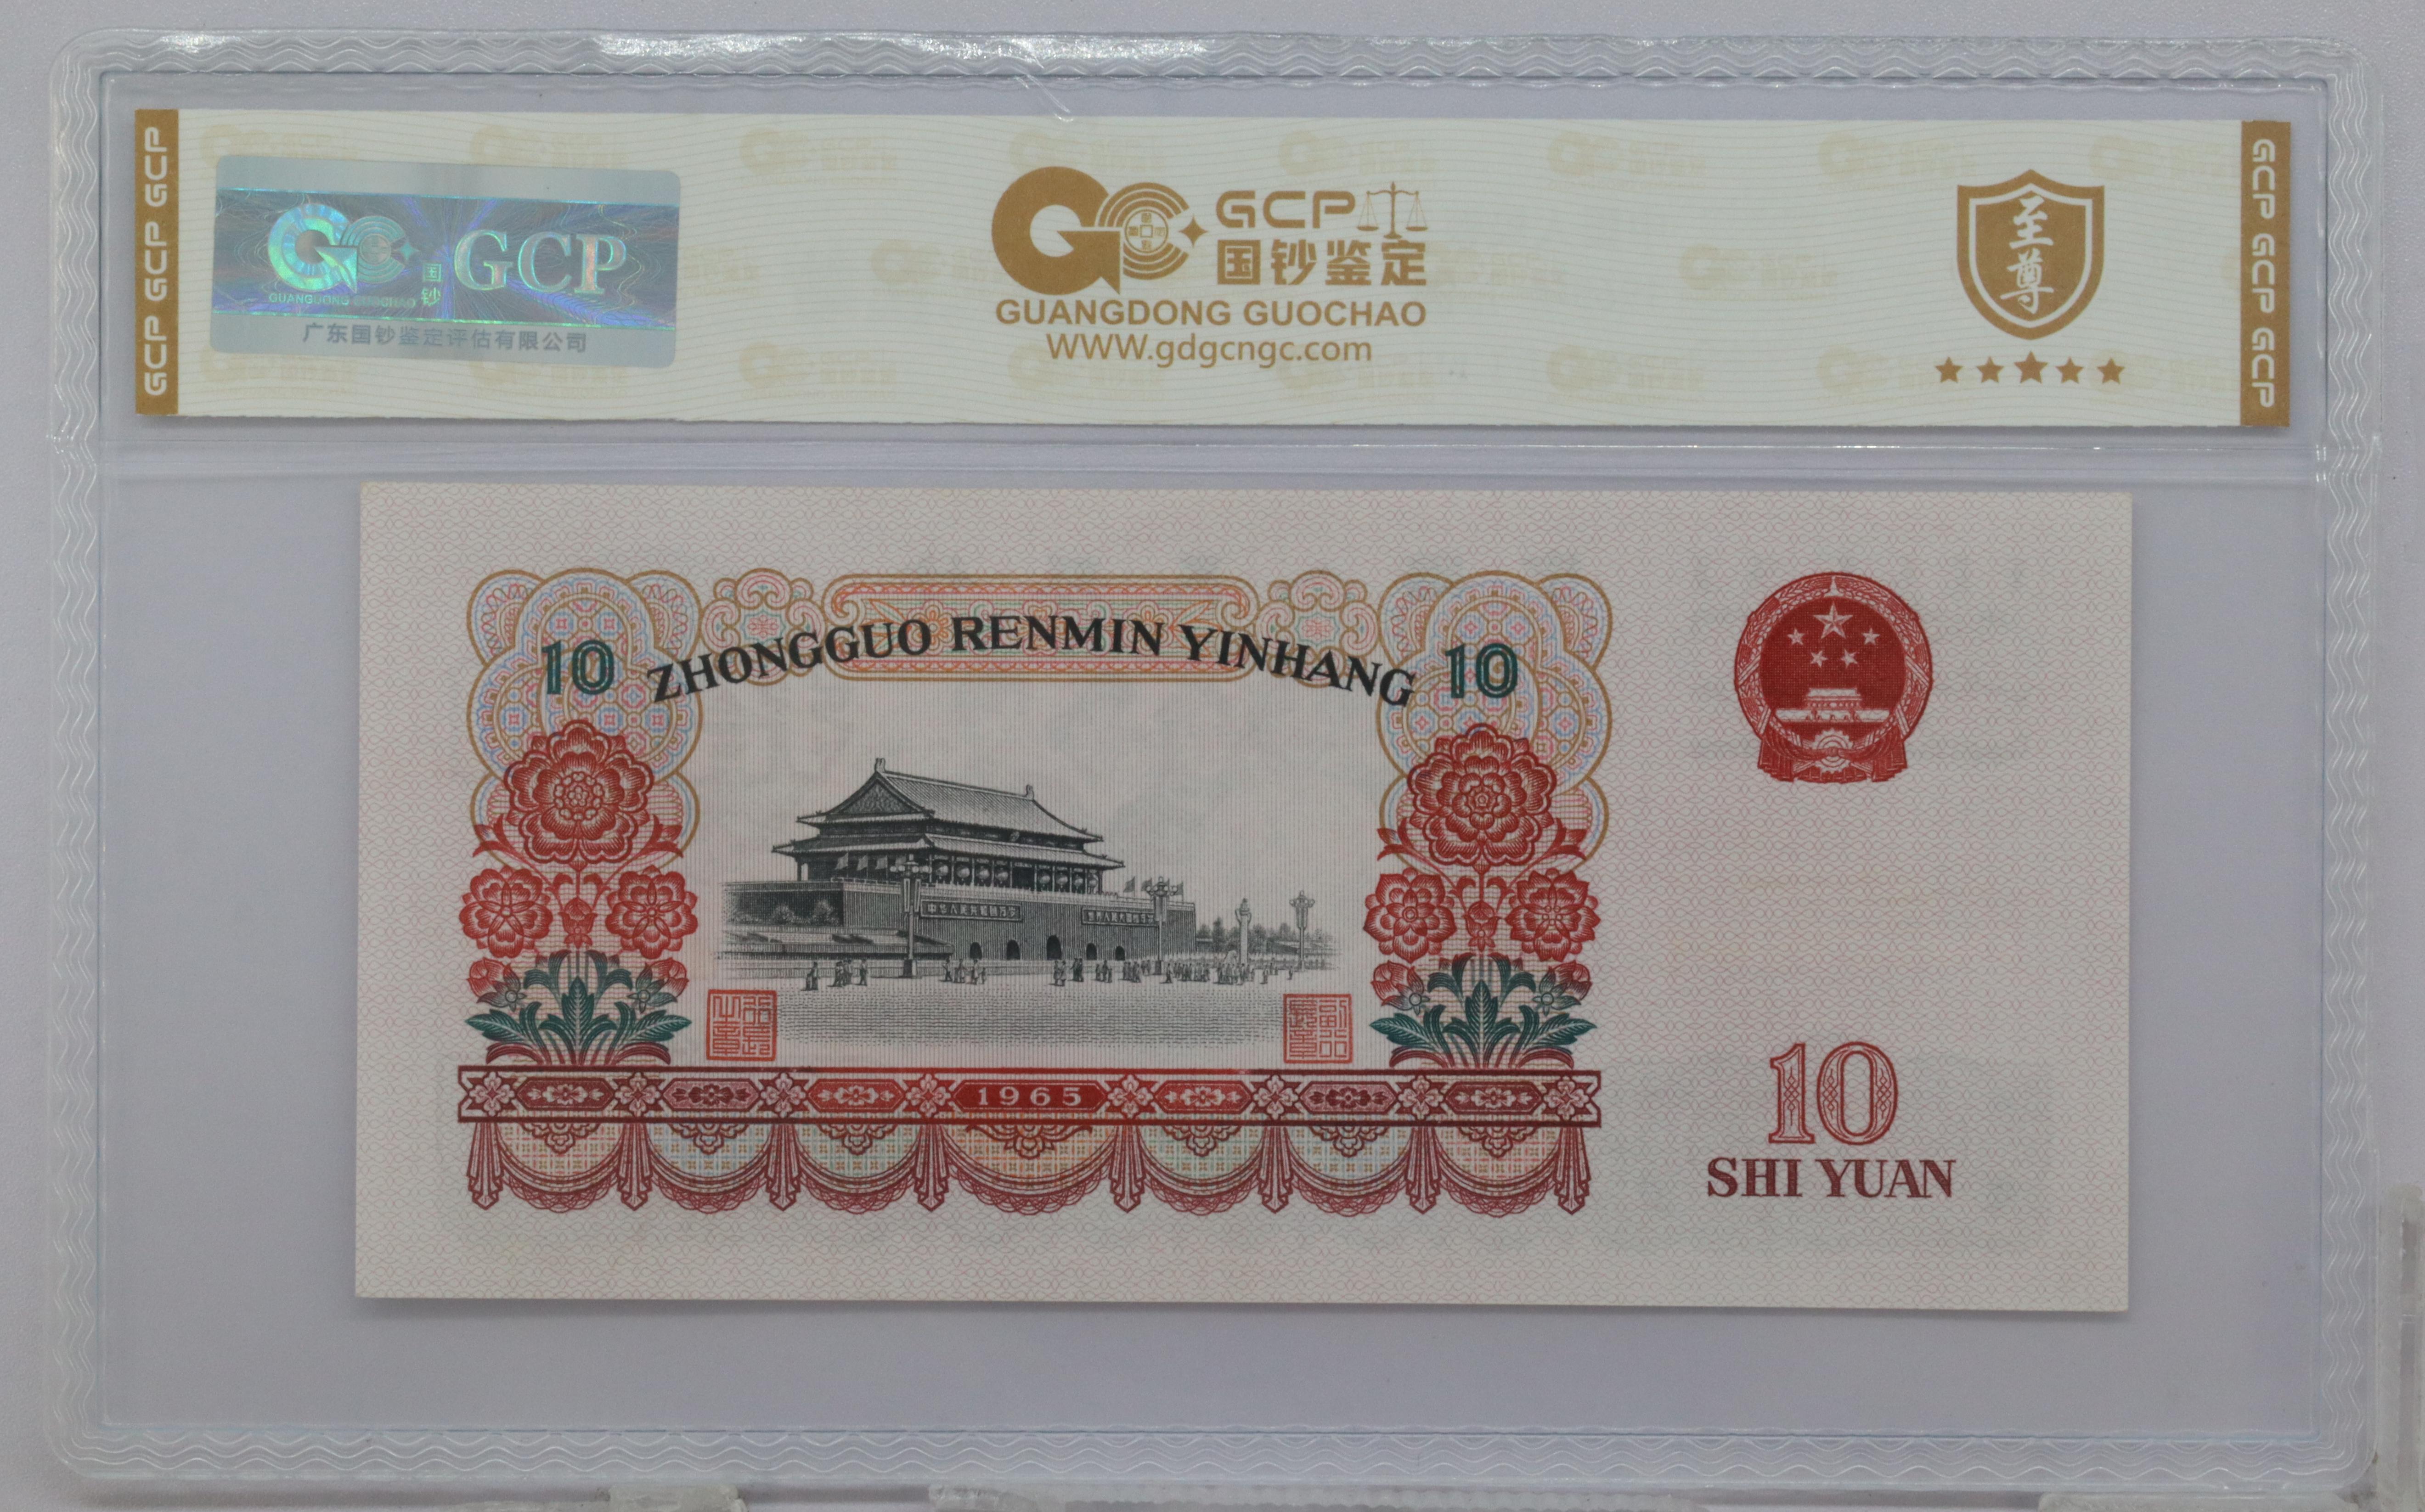 GCP GCP GCP
GCP
国钞
GUANGDONG GUOCHAO
广东国钞鉴定评估有限公司
GCP
国钞鉴定
GUANGDONG GUOCHAO
WWW.gdgcngc.com
至尊
GCP GCP GCP
10 ZHONGGUO RENMIN YINHANG 10
1965
10
SHI YUAN